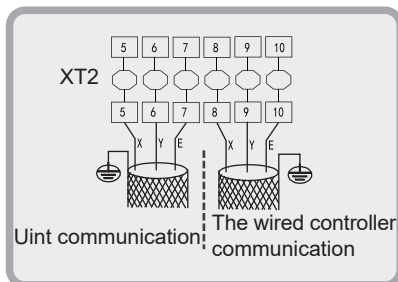 5 6 7 8 9 10
XT2
5 6 7 8 9 10
X Y E X Y E
Uint communication
The wired controller
communication